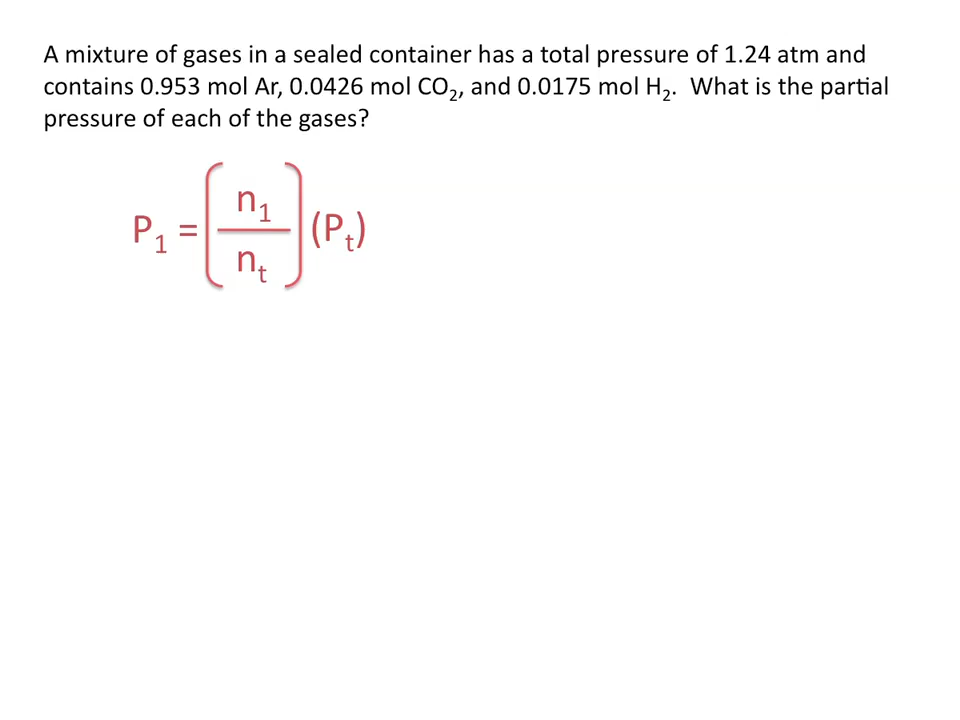 A mixture of gases in a sealed container has a total pressure of 1.24 atm and
contains 0.953 mol Ar, 0.0426 mol CO₂, and 0.0175 mol H₂. What is the partial
pressure of each of the gases?
P₁ = (n₁/nₜ) (Pₜ)